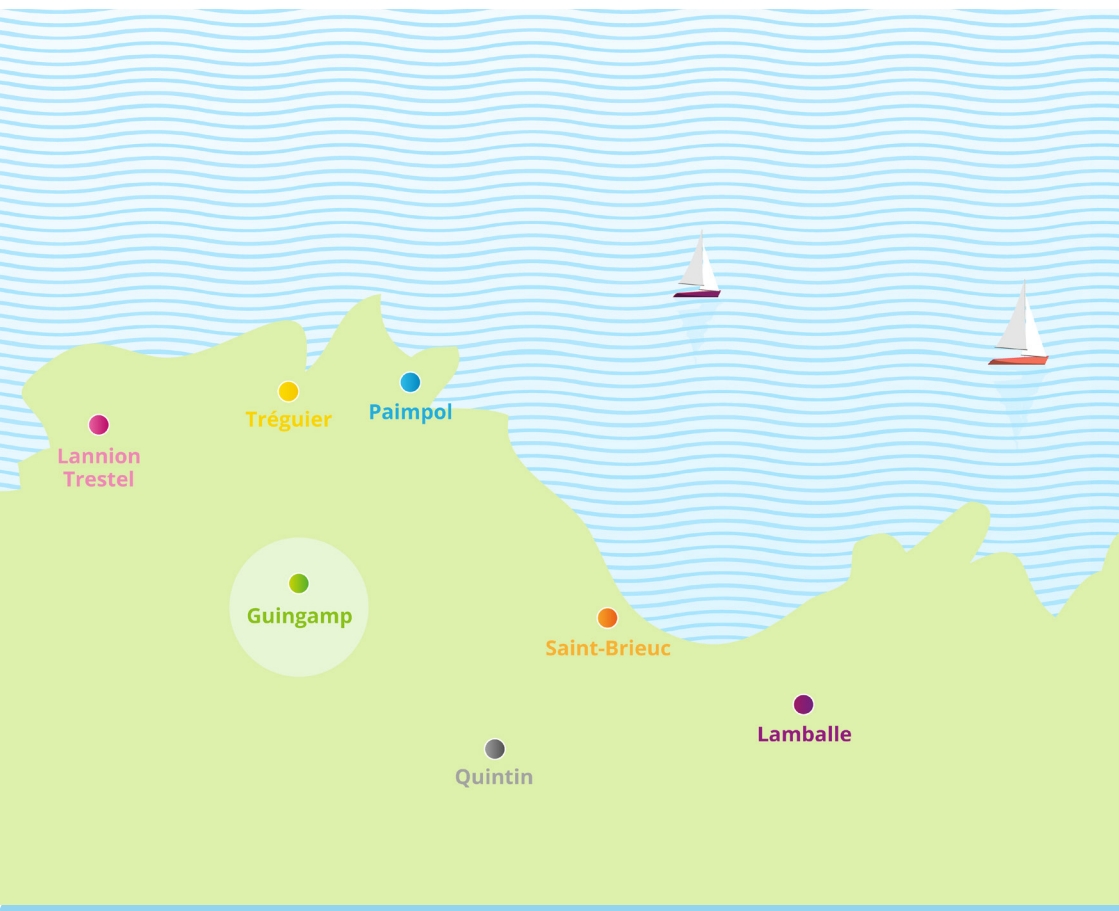 Tréguier
Paimpol
Lannion
Trestel
Guingamp
Saint-Brieuc
Lamballe
Quintin